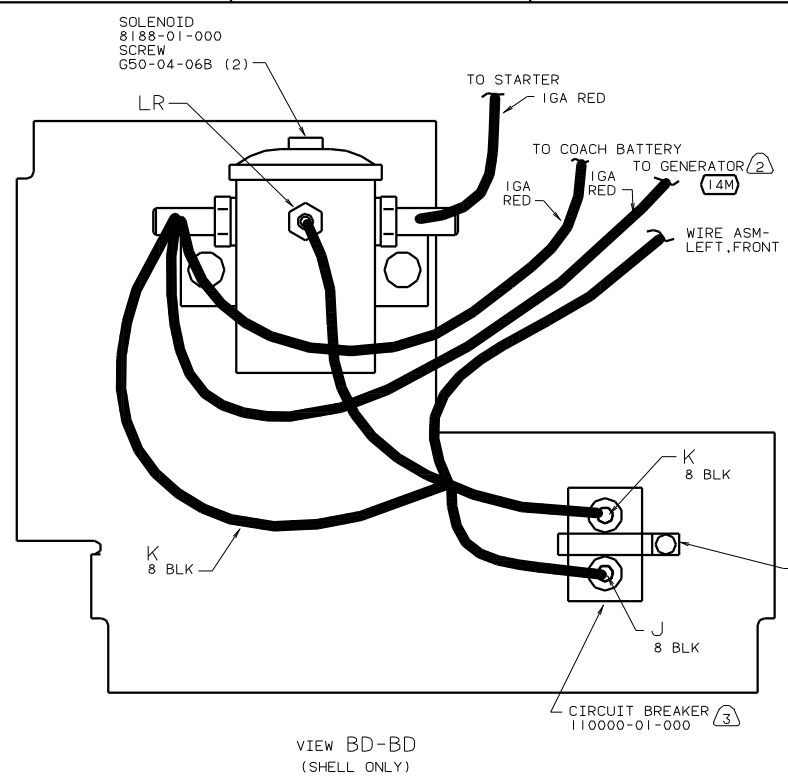 SOLENOID
8188-01-000
SCREW
G50-04-06B (2)
LR
TO STARTER
1GA RED
TO COACH BATTERY
TO GENERATOR 2
14M
1GA
RED
1GA
RED
WIRE ASM-
LEFT,FRONT
K
8 BLK
K
8 BLK
J
8 BLK
CIRCUIT BREAKER 3
110000-01-000
VIEW BD-BD
(SHELL ONLY)